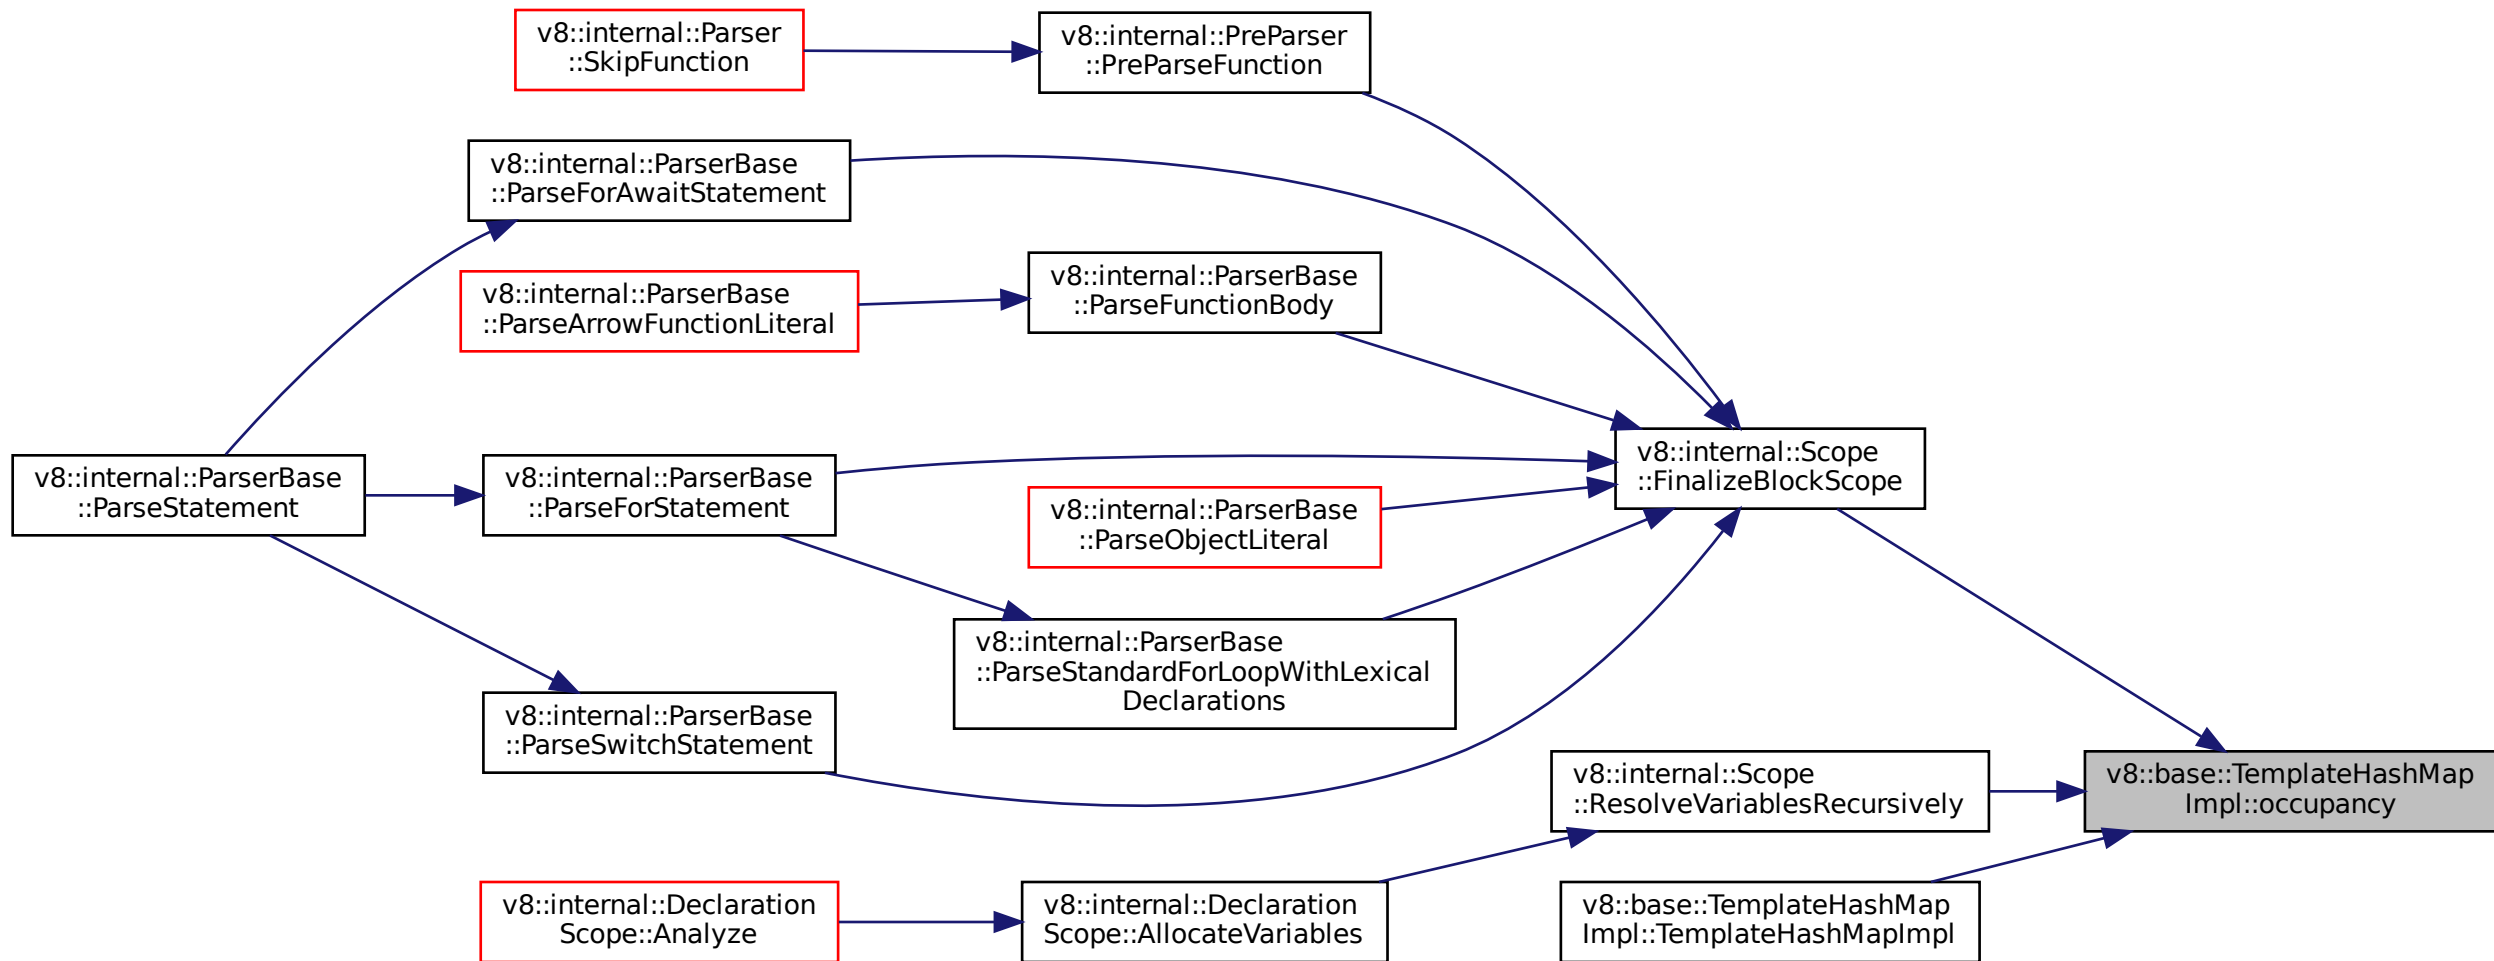 v8::internal::Parser
::SkipFunction
v8::internal::PreParser
::PreParseFunction
v8::internal::ParserBase
::ParseForAwaitStatement
v8::internal::ParserBase
::ParseFunctionBody
v8::internal::ParserBase
::ParseArrowFunctionLiteral
v8::internal::Scope
::FinalizeBlockScope
v8::internal::ParserBase
::ParseStatement
v8::internal::ParserBase
::ParseForStatement
v8::internal::ParserBase
::ParseObjectLiteral
v8::internal::ParserBase
::ParseStandardForLoopWithLexical
Declarations
v8::internal::ParserBase
::ParseSwitchStatement
v8::internal::Scope
::ResolveVariablesRecursively
v8::base::TemplateHashMap
Impl::occupancy
v8::internal::Declaration
Scope::Analyze
v8::internal::Declaration
Scope::AllocateVariables
v8::base::TemplateHashMap
Impl::TemplateHashMapImpl